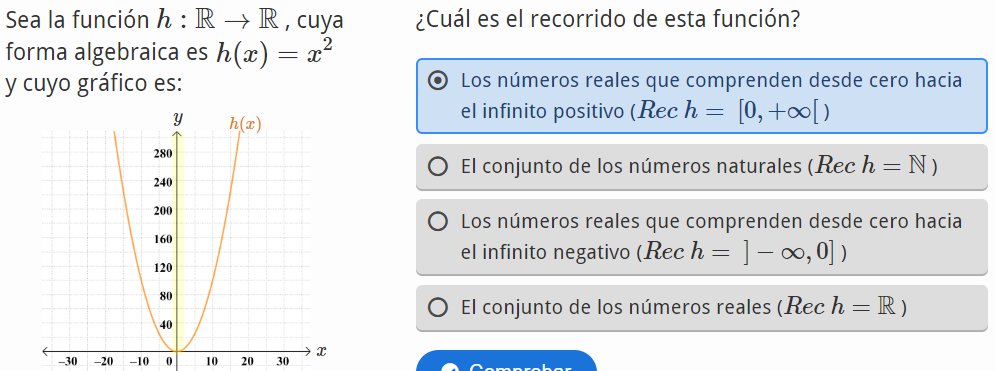 Sea la función h : ℝ → ℝ , cuya
forma algebraica es h(x) = x²
y cuyo gráfico es:
y
h(x)
280
240
200
160
120
80
40
x
−30 −20 −10 0 10 20 30
¿Cuál es el recorrido de esta función?
Los números reales que comprenden desde cero hacia
el infinito positivo (Rec h = [0, +∞[ )
El conjunto de los números naturales (Rec h = ℕ )
Los números reales que comprenden desde cero hacia
el infinito negativo (Rec h = ] − ∞, 0] )
El conjunto de los números reales (Rec h = ℝ )
Comprobar